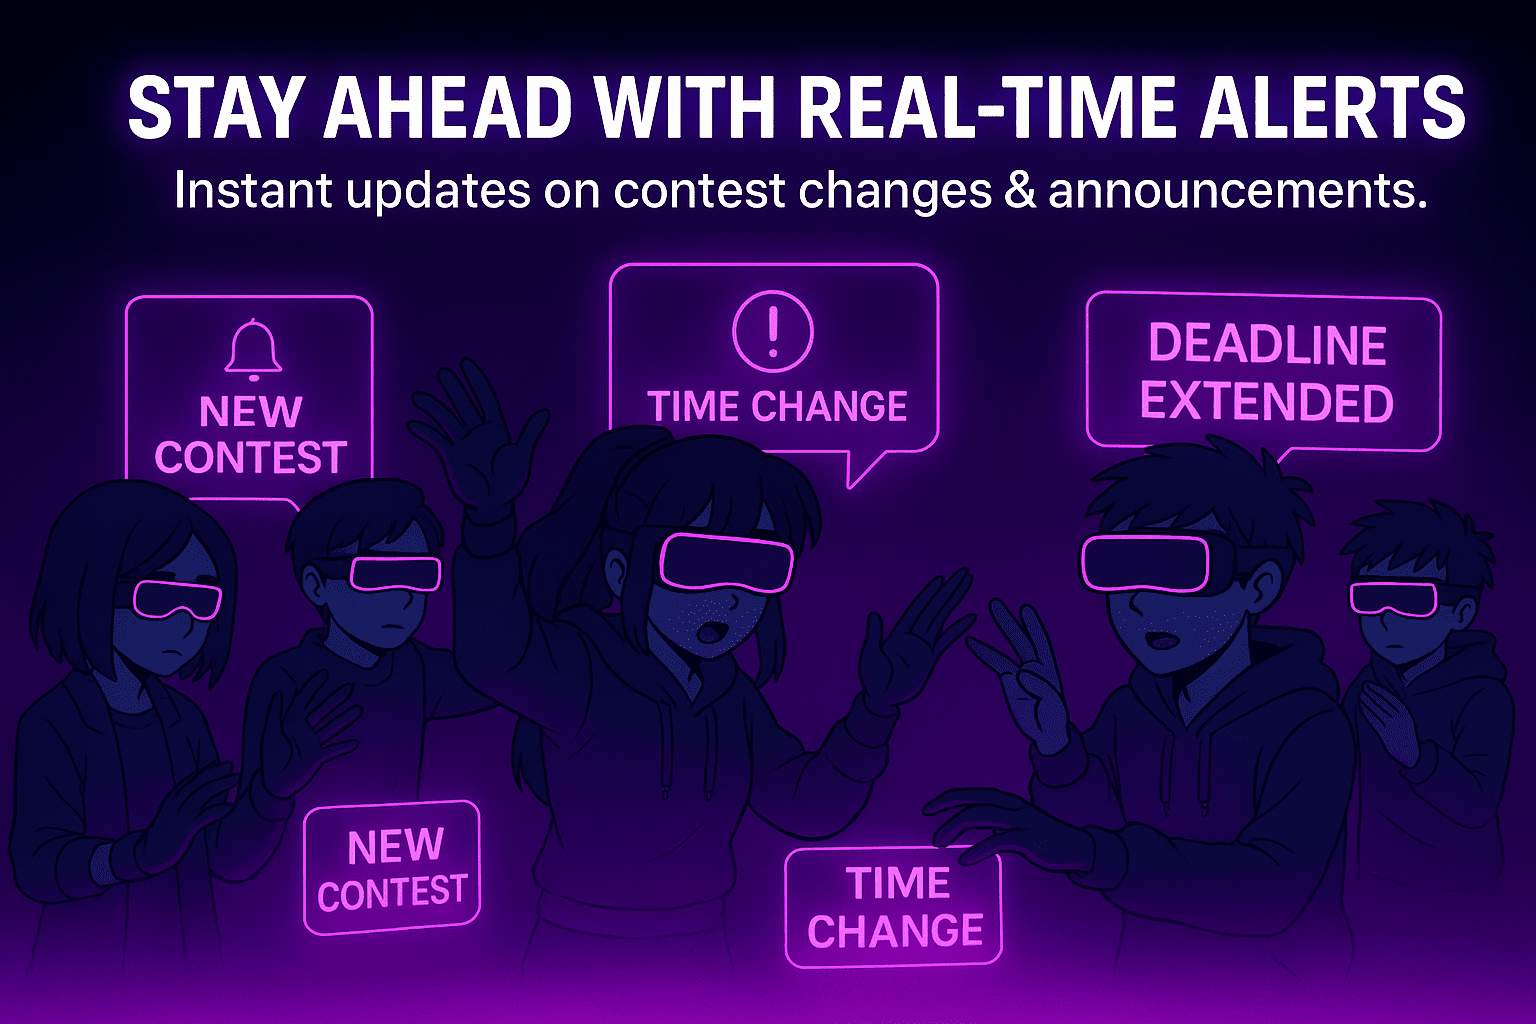 STAY AHEAD WITH REAL-TIME ALERTS
Instant updates on contest changes & announcements.
NEW
CONTEST
TIME CHANGE
DEADLINE
EXTENDED
NEW
CONTEST
TIME
CHANGE